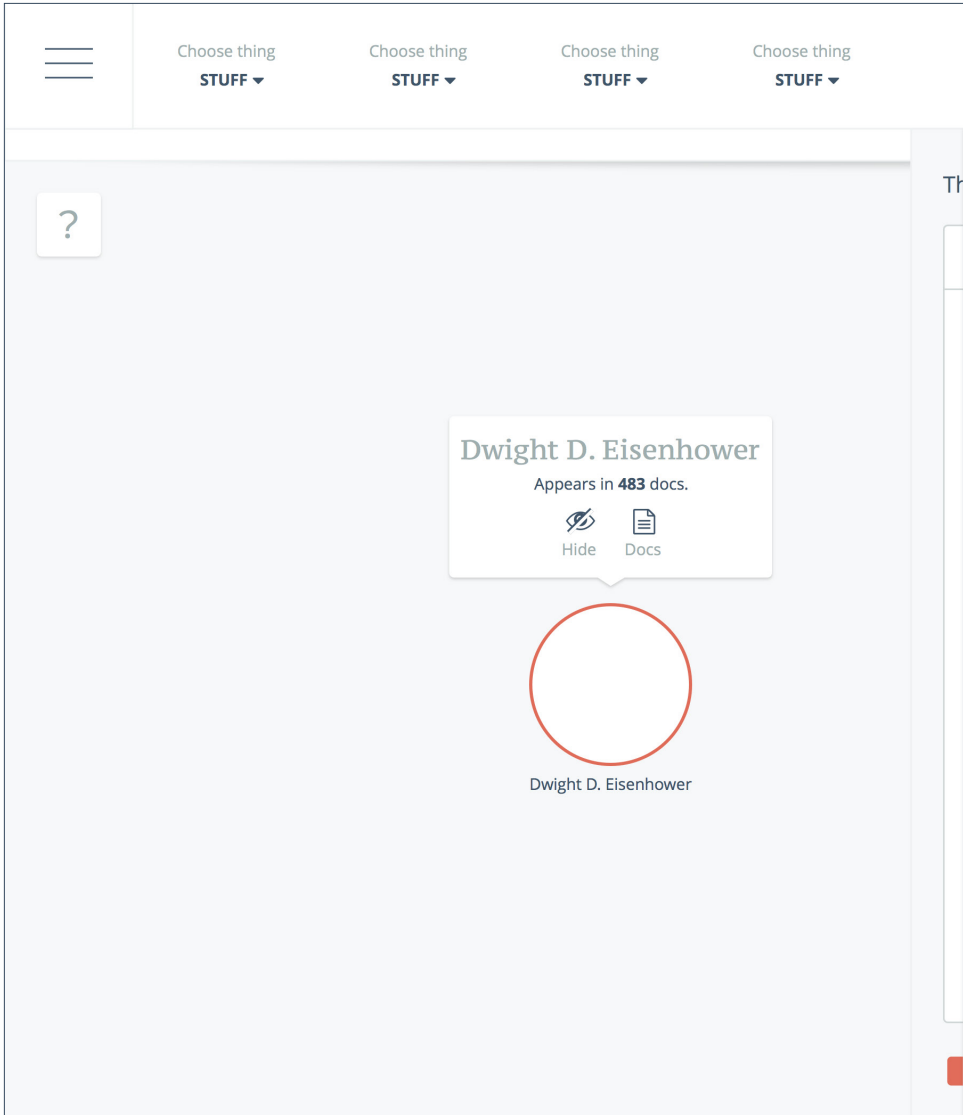 Choose thing Choose thing Choose thing Choose thing
STUFF STUFF STUFF STUFF
?
Dwight D. Eisenhower
Appears in 483 docs.
Hide Docs
Dwight D. Eisenhower